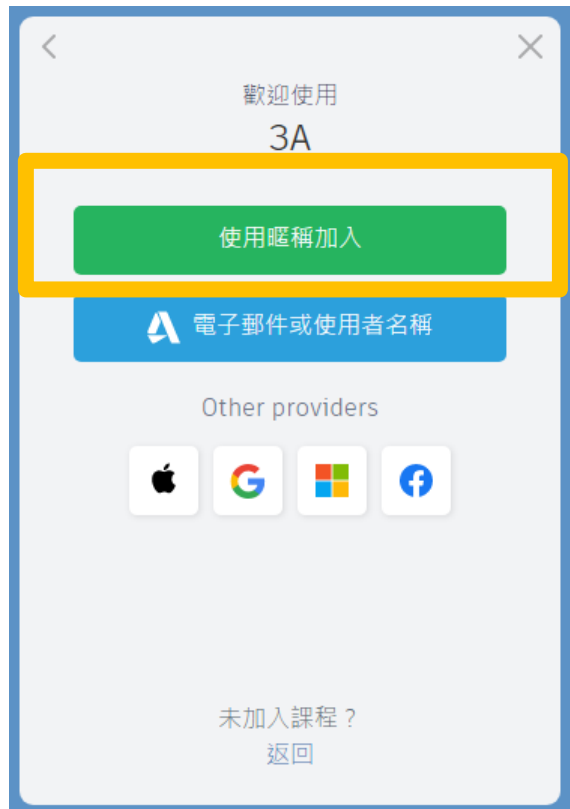 歡迎使用
3A
使用暱稱加入
電子郵件或使用者名稱
Other providers
未加入課程？
返回